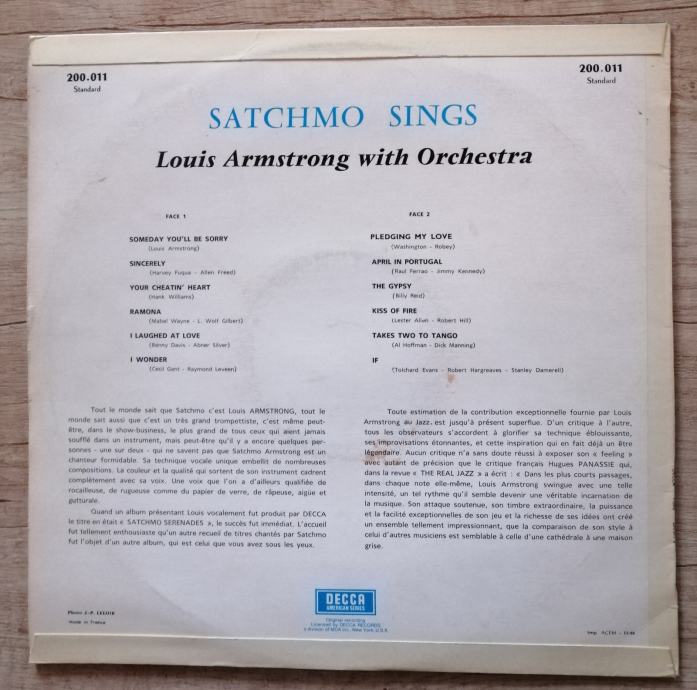 200.011
Standard
200.011
Standard
SATCHMO SINGS
Louis Armstrong with Orchestra
FACE 1
SOMEDAY YOU'LL BE SORRY
(Louis Armstrong)
SINCERELY
(Harvey Fuqua - Allen Freed)
YOUR CHEATIN' HEART
(Hank Williams)
RAMONA
(Mabel Wayne - L. Wolf Gilbert)
I LAUGHED AT LOVE
(Benny Davis - Abner Silver)
I WONDER
(Cecil Gant - Raymond Leveen)
FACE 2
PLEDGING MY LOVE
(Washington - Robey)
APRIL IN PORTUGAL
(Raul Ferrao - Jimmy Kennedy)
THE GYPSY
(Billy Reid)
KISS OF FIRE
(Lester Allen - Robert Hill)
TAKES TWO TO TANGO
(Al Hoffman - Dick Manning)
IF
(Tolchard Evans - Robert Hargreaves - Stanley Damerell)
Tout le monde sait que Satchmo c'est Louis ARMSTRONG, tout le
monde sait aussi que c'est un très grand trompettiste, c'est même peut-
être, dans le show-business, le plus grand de tous ceux qui aient jamais
soufflé dans un instrument, mais peut-être qu'il y a encore quelques per-
sonnes - une sur deux - qui ne savent pas que Satchmo Armstrong est un
chanteur formidable. Sa technique vocale unique embellit de nombreuses
compositions. La couleur et la qualité qui sortent de son instrument cadrent
complètement avec sa voix. Une voix que l'on a d'ailleurs qualifiée de
rocailleuse, de rugueuse comme du papier de verre, de râpeuse, aigüe et
gutturale.
Quand un album présentant Louis vocalement fut produit par DECCA
le titre en était « SATCHMO SERENADES », le succès fut immédiat. L'accueil
fut tellement enthousiaste qu'un autre recueil de titres chantés par Satchmo
fut l'objet d'un autre album, qui est celui que vous avez sous les yeux.
Toute estimation de la contribution exceptionnelle fournie par Louis
Armstrong au Jazz est jusqu'à présent superflue. D'un critique à l'autre,
tous les observateurs s'accordent à glorifier sa technique éblouissante,
ses improvisations étonnantes, et cette inspiration qui en fait déjà un être
légendaire. Aucun critique n'a sans doute réussi à exposer son « feeling »
avec autant de précision que le critique français Hugues PANASSIE qui,
dans la revue « THE REAL JAZZ » a écrit : « Dans les plus courts passages,
dans chaque note elle-même, Louis Armstrong swingue avec une telle
intensité, un tel rythme qu'il semble devenir une véritable incarnation de
la musique. Son attaque soutenue, son timbre extraordinaire, la puissance
et la facilité exceptionnelles de son jeu et la richesse de ses idées ont créé
un ensemble tellement impressionnant, que la comparaison de son style à
celui d'autres musiciens est semblable à celle d'une cathédrale à une maison
grise.
Photo J.-P. LELOIR
Made in France
DECCA
AMERICAN SERIES
Original recording
Licensed by DECCA RECORDS
a division of MCA Inc., New York, U.S.A.